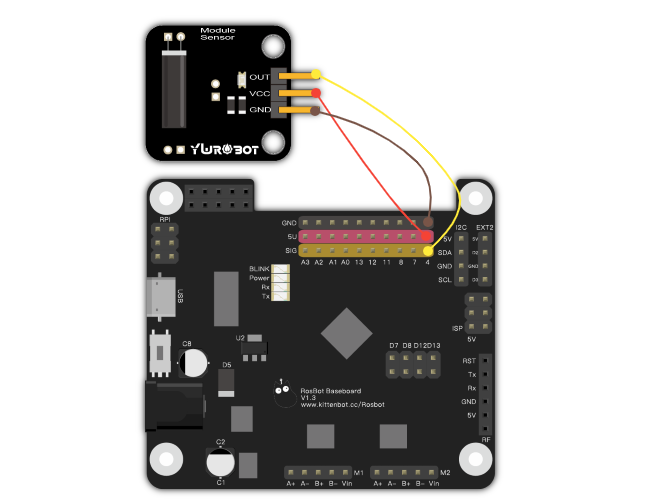 Module
Sensor
OUT
VCC
GND
YWROBOT
RPI
GND
5U
SIG
A3 A2 A1 A0 13 12 11 8 7 4
I2C EXT2
5V 5V
SDA D2
GND GND
SCL D3
USB
BLINK
Power
Rx
Tx
ISP
5V
U2
C8
D5
D7 D8 D12 D13
RST
Tx
Rx
GND
5V
RF
RosBot Baseboard
V1.3
www.kittenbot.cc/Rosbot
C2
C1
M1
A+ A- B+ B- Vin
M2
A+ A- B+ B- Vin